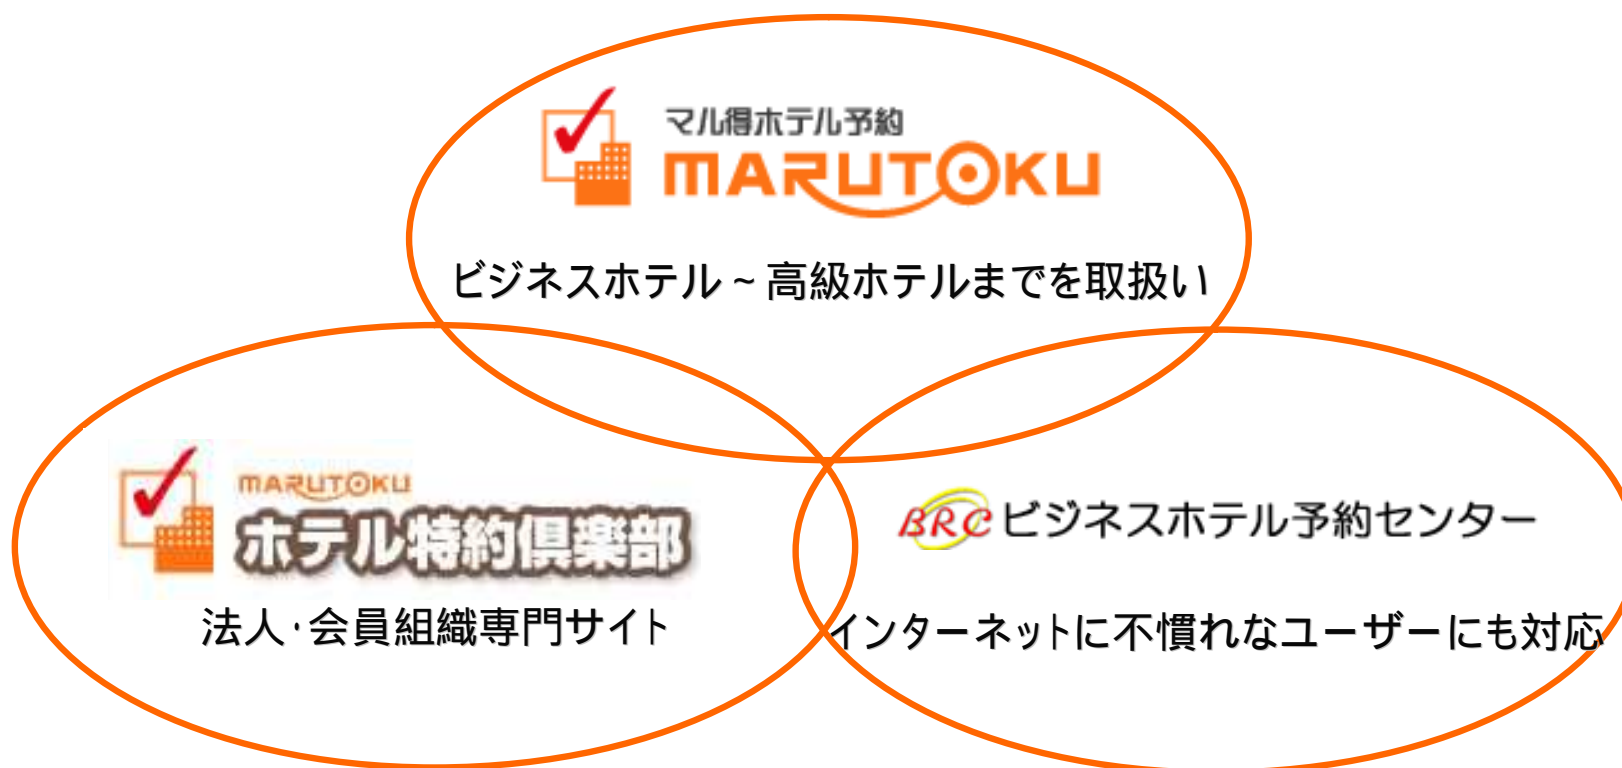 マル得ホテル予約
MARUTOKU
ビジネスホテル~高級ホテルまでを取扱い
MARUTOKU
ホテル特約倶楽部
法人・会員組織専門サイト
BRC ビジネスホテル予約センター
インターネットに不慣れなユーザーにも対応